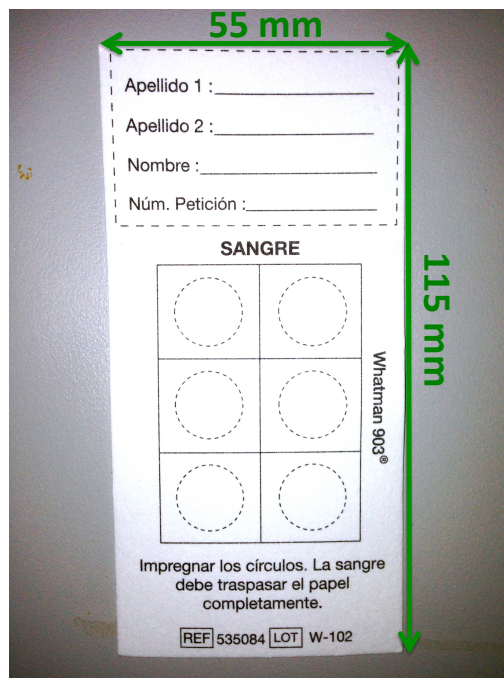 55 mm
Apellido 1 :
Apellido 2 :
Nombre :
Núm. Petición :
SANGRE
115 mm
Whatman 903®
Impregnar los círculos. La sangre
debe traspasar el papel
completamente.
REF 535084 LOT W-102